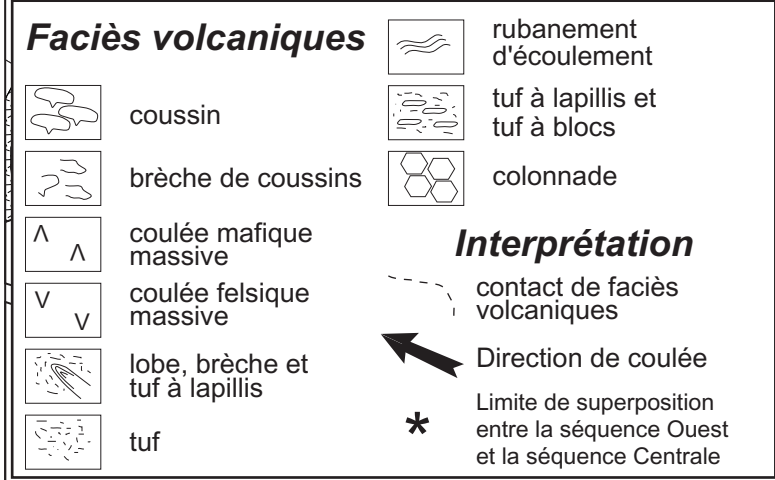 Faciès volcaniques
coussin
brèche de coussins
coulée mafique
massive
coulée felsique
massive
lobe, brèche et
tuf à lapillis
tuf
rubanement
d'écoulement
tuf à lapillis et
tuf à blocs
colonnade
Interprétation
contact de faciès
volcaniques
Direction de coulée
* Limite de superposition
entre la séquence Ouest
et la séquence Centrale